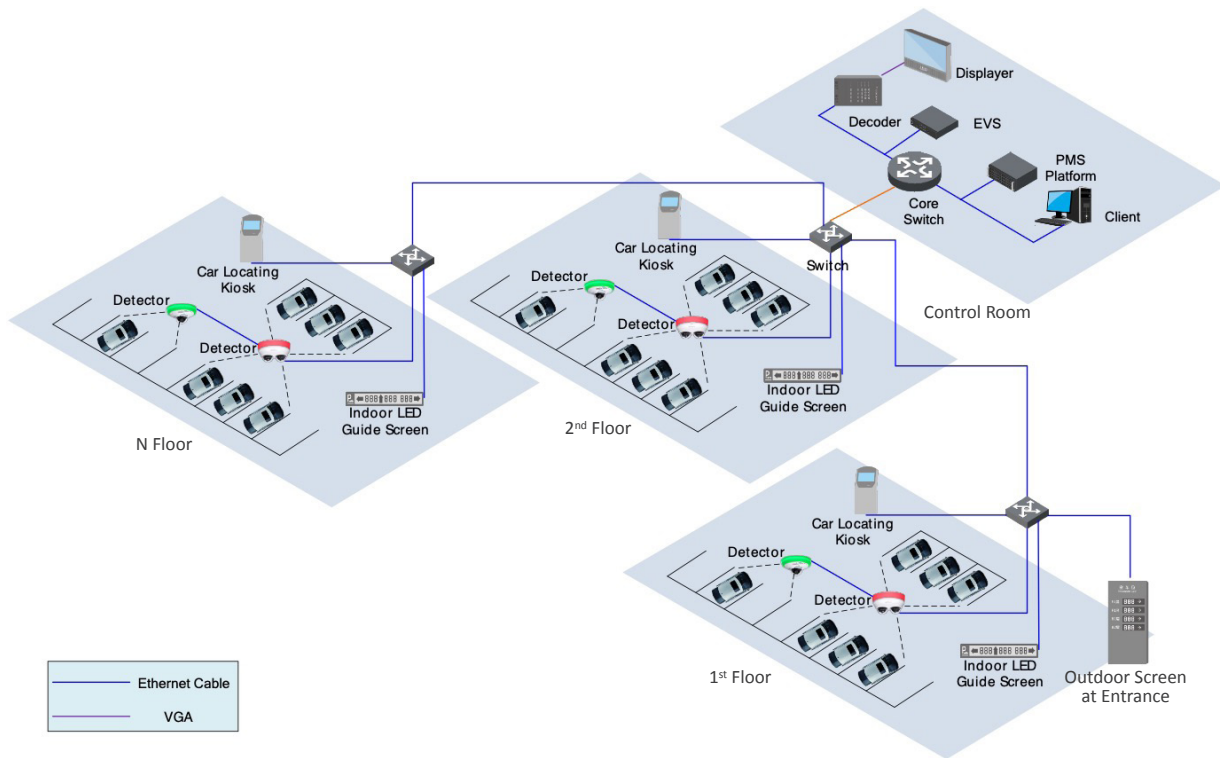 Displayer
Decoder
EVS
PMS
Platform
Core
Switch
Client
Control Room
Car Locating
Kiosk
Detector
Detector
Indoor LED
Guide Screen
N Floor
Car Locating
Kiosk
Switch
Detector
Detector
Indoor LED
Guide Screen
2nd Floor
Car Locating
Kiosk
Detector
Detector
Indoor LED
Guide Screen
1st Floor
Outdoor Screen
at Entrance
Ethernet Cable
VGA